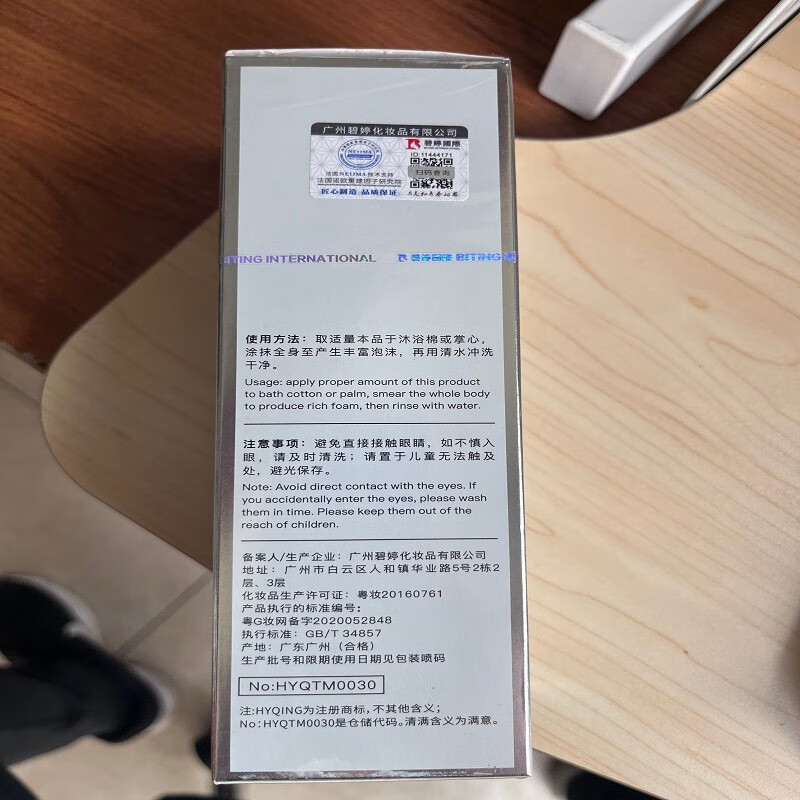 广州碧婷化妆品有限公司
碧婷國際
ID:11444171
扫码查询
法国NEUMA技术支持
法国诺欧曼建因子研究院
匠心制造 品质保证
ITING INTERNATIONAL BITING
使用方法：取适量本品于沐浴棉或掌心，
涂抹全身至产生丰富泡沫，再用清水冲洗
干净。
Usage: apply proper amount of this product
to bath cotton or palm, smear the whole body
to produce rich foam, then rinse with water.
注意事项：避免直接接触眼睛，如不慎入
眼，请及时清洗；请置于儿童无法触及
处，避光保存。
Note: Avoid direct contact with the eyes. If
you accidentally enter the eyes, please wash
them in time. Please keep them out of the
reach of children.
备案人/生产企业：广州碧婷化妆品有限公司
地址：广州市白云区人和镇华业路5号2栋2
层、3层
化妆品生产许可证：粤妆20160761
产品执行的标准编号：
粤G妆网备字2020052848
执行标准：GB/T 34857
产地：广东广州（合格）
生产批号和限期使用日期见包装喷码
No:HYQTM0030
注:HYQING为注册商标,不其他含义；
No:HYQTM0030是仓储代码。清满含义为满意。